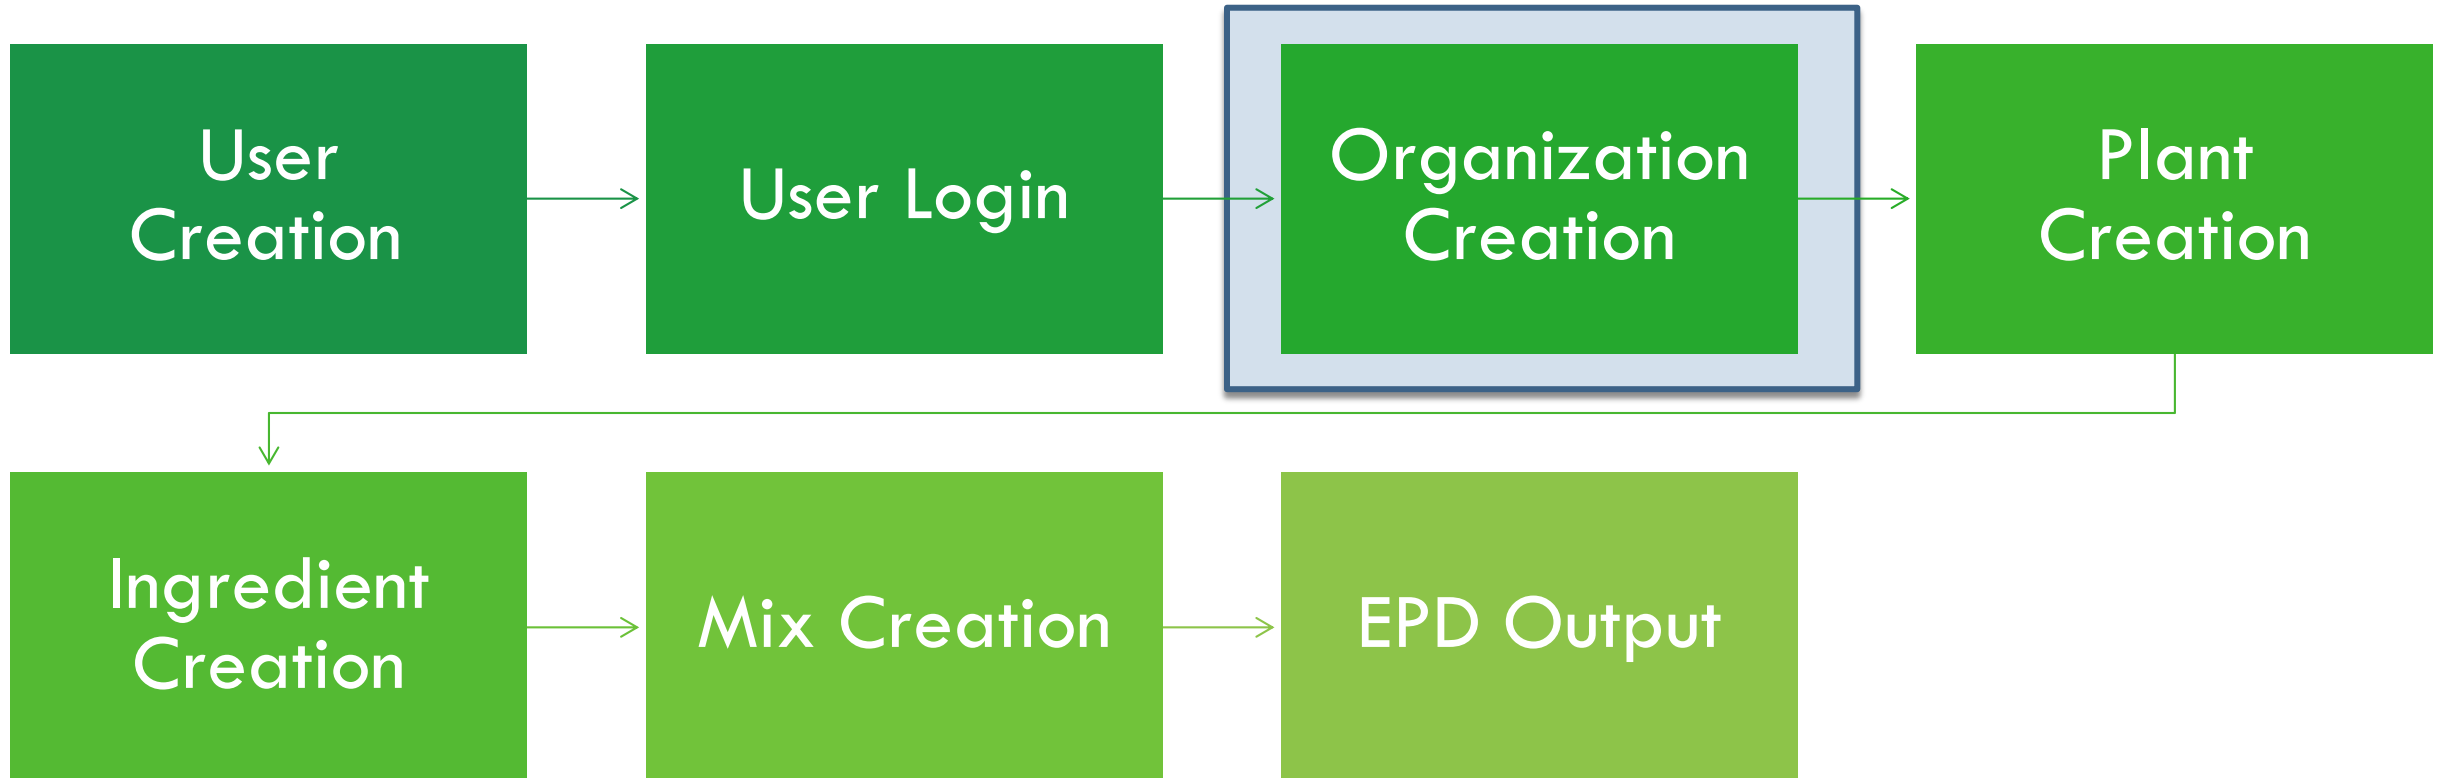 User
Creation
User Login
Organization
Creation
Plant
Creation
Ingredient
Creation
Mix Creation
EPD Output